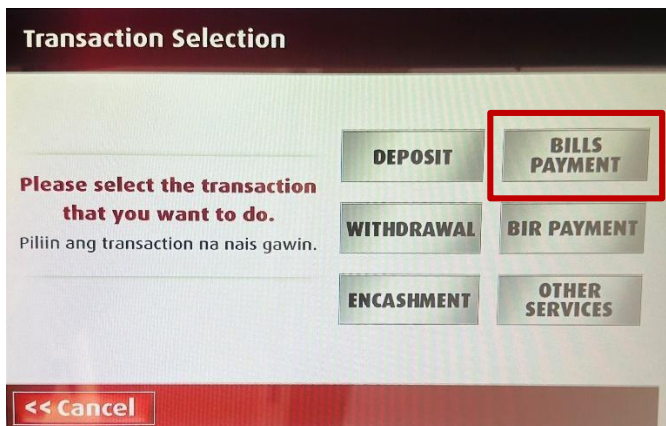 Transaction Selection
Please select the transaction
that you want to do.
Piliin ang transaction na nais gawin.
DEPOSIT
BILLS
PAYMENT
WITHDRAWAL
BIR PAYMENT
ENCASHMENT
OTHER
SERVICES
<< Cancel